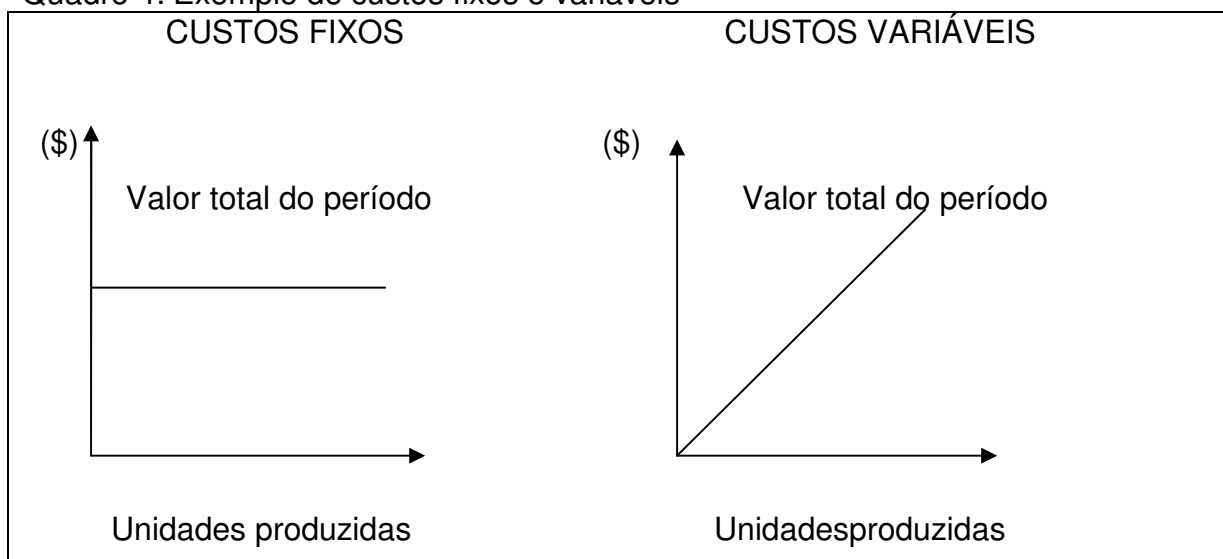 Quadro 4: Exemplo de custos fixos e variáveis
CUSTOS FIXOS
CUSTOS VARIÁVEIS
($)
($)
Valor total do período
Valor total do período
Unidades produzidas
Unidadesproduzidas